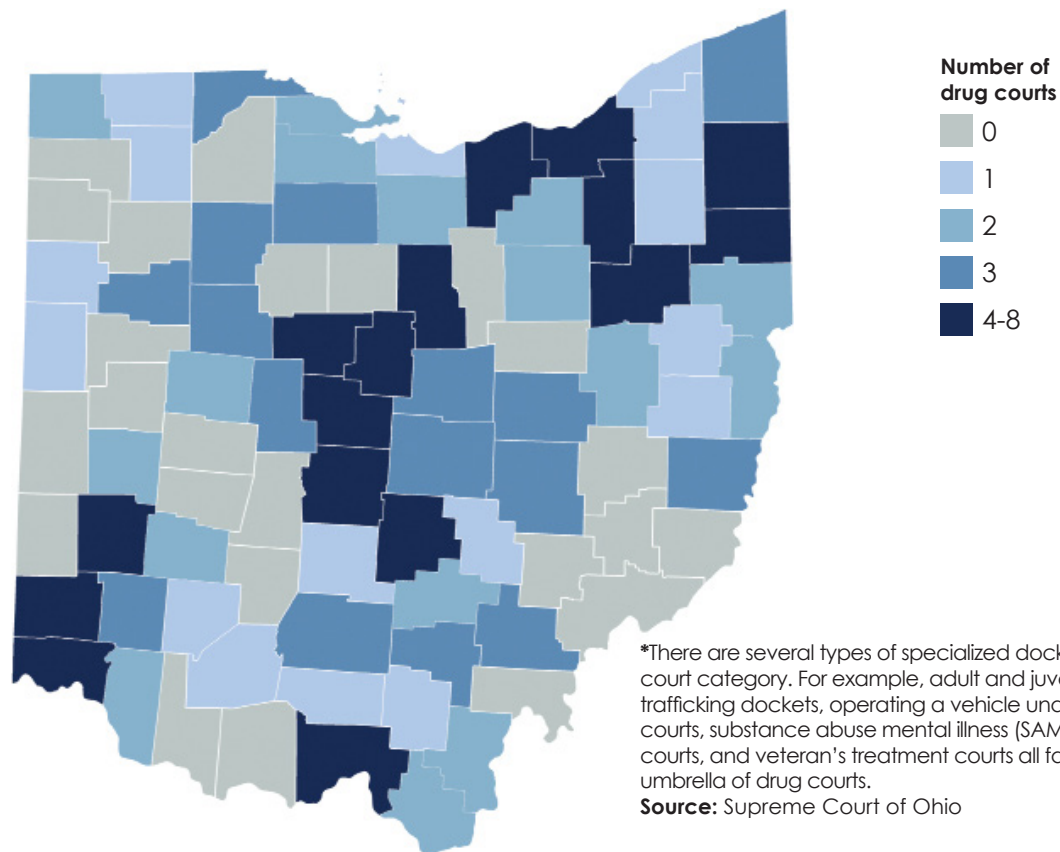 Number of
drug courts
0
1
2
3
4-8
*There are several types of specialized
court category. For example, adult and
trafficking dockets, operating a vehicle
courts, substance abuse mental illness
courts, and veteran's treatment courts all
umbrella of drug courts.
Source: Supreme Court of Ohio